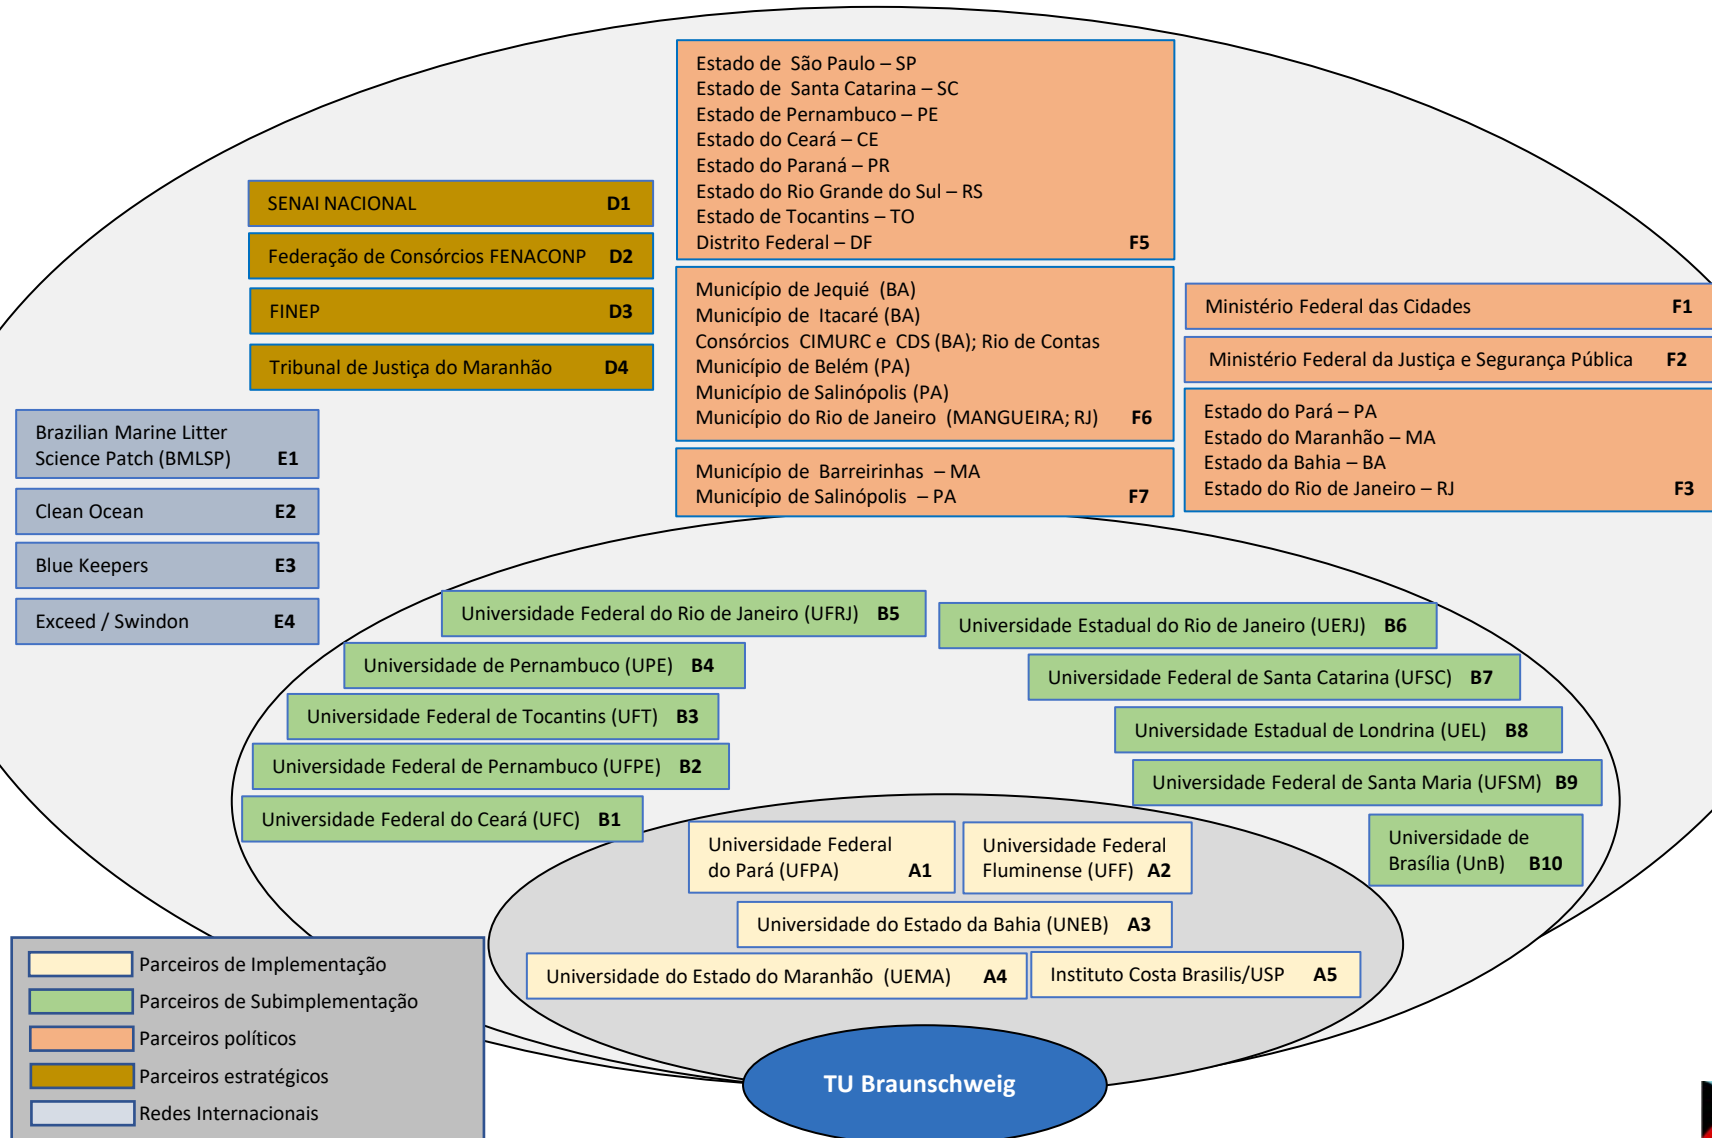 Estado de São Paulo – SP
Estado de Santa Catarina – SC
Estado de Pernambuco – PE
Estado do Ceará – CE
Estado do Paraná – PR
Estado do Rio Grande do Sul – RS
Estado de Tocantins – TO
Distrito Federal – DF F5
SENAI NACIONAL D1
Federação de Consórcios FENACONP D2
FINEP D3
Tribunal de Justiça do Maranhão D4
Município de Jequié (BA)
Município de Itacaré (BA)
Consórcios CIMURC e CDS (BA); Rio de Contas
Município de Belém (PA)
Município de Salinópolis (PA)
Município do Rio de Janeiro (MANGUEIRA; RJ) F6
Município de Barreirinhas – MA
Município de Salinópolis – PA F7
Ministério Federal das Cidades F1
Ministério Federal da Justiça e Segurança Pública F2
Estado do Pará – PA
Estado do Maranhão – MA
Estado da Bahia – BA
Estado do Rio de Janeiro – RJ F3
Brazilian Marine Litter
Science Patch (BMLSP) E1
Clean Ocean E2
Blue Keepers E3
Exceed / Swindon E4
Universidade Federal do Rio de Janeiro (UFRJ) B5
Universidade de Pernambuco (UPE) B4
Universidade Federal de Tocantins (UFT) B3
Universidade Federal de Pernambuco (UFPE) B2
Universidade Federal do Ceará (UFC) B1
Universidade Estadual do Rio de Janeiro (UERJ) B6
Universidade Federal de Santa Catarina (UFSC) B7
Universidade Estadual de Londrina (UEL) B8
Universidade Federal de Santa Maria (UFSM) B9
Universidade de
Brasília (UnB) B10
Universidade Federal
do Pará (UFPA) A1
Universidade Federal
Fluminense (UFF) A2
Universidade do Estado da Bahia (UNEB) A3
Universidade do Estado do Maranhão (UEMA) A4
Instituto Costa Brasilis/USP A5
TU Braunschweig
Parceiros de Implementação
Parceiros de Subimplementação
Parceiros políticos
Parceiros estratégicos
Redes Internacionais